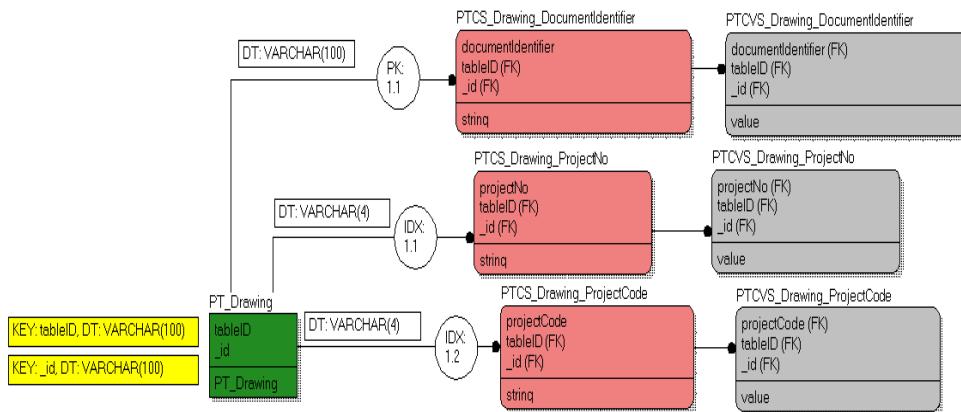 PTCS_Drawing_DocumentIdentifier
PTCVS_Drawing_DocumentIdentifier
DT: VARCHAR(100)
PK:
1.1
documentIdentifier
tableID (FK)
_id (FK)
string
documentIdentifier (FK)
tableID (FK)
_id (FK)
value
PTCS_Drawing_ProjectNo
PTCVS_Drawing_ProjectNo
DT: VARCHAR(4)
IDX:
1.1
projectNo
tableID (FK)
_id (FK)
string
projectNo (FK)
tableID (FK)
_id (FK)
value
PT_Drawing
PTCS_Drawing_ProjectCode
PTCVS_Drawing_ProjectCode
KEY: tableID, DT: VARCHAR(100)
KEY: _id, DT: VARCHAR(100)
tableID
_id
PT_Drawing
DT: VARCHAR(4)
IDX:
1.2
projectCode
tableID (FK)
_id (FK)
string
projectCode (FK)
tableID (FK)
_id (FK)
value